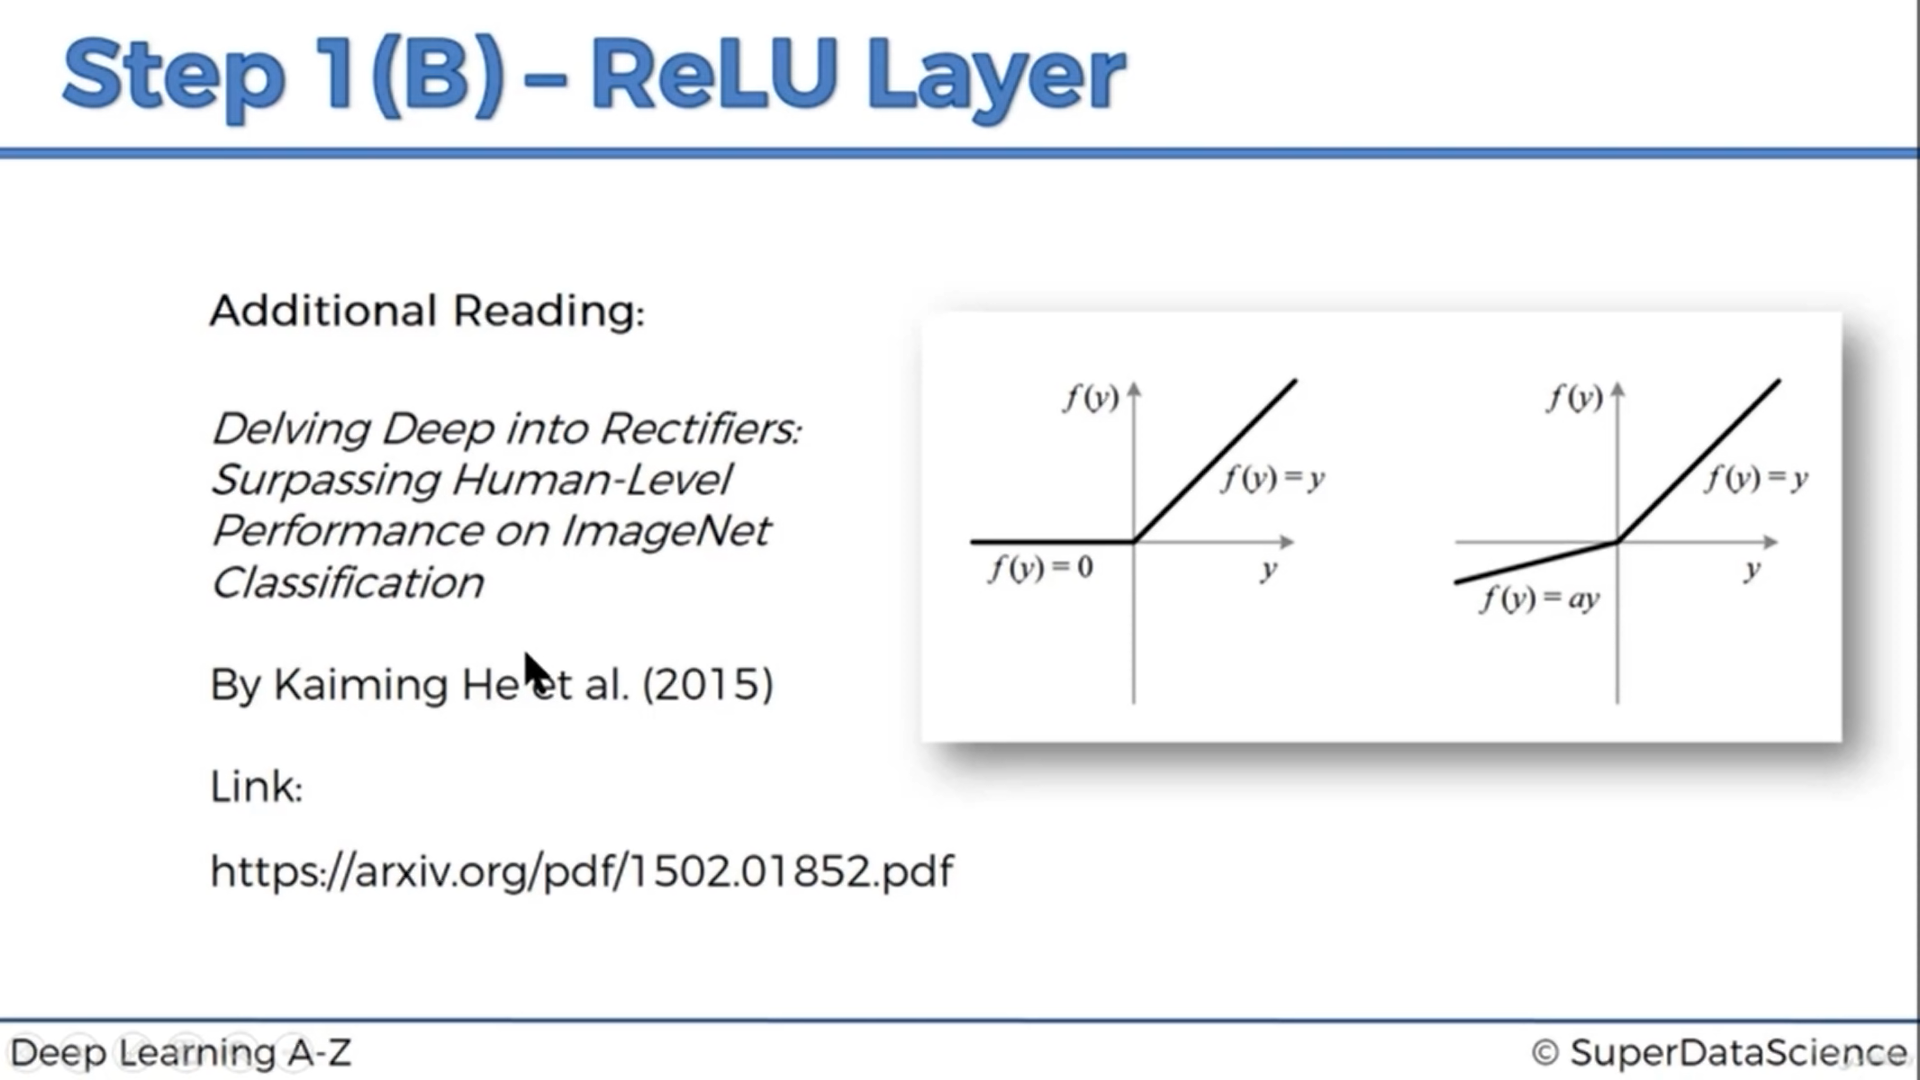 Step 1(B) – ReLU Layer
Additional Reading:
Delving Deep into Rectifiers:
Surpassing Human-Level
Performance on ImageNet
Classification
By Kaiming He et al. (2015)
Link:
https://arxiv.org/pdf/1502.01852.pdf
f(y)
f(y) = y
f(y) = 0
y
f(y)
f(y) = y
f(y) = ay
y
Deep Learning A-Z
© SuperDataScience